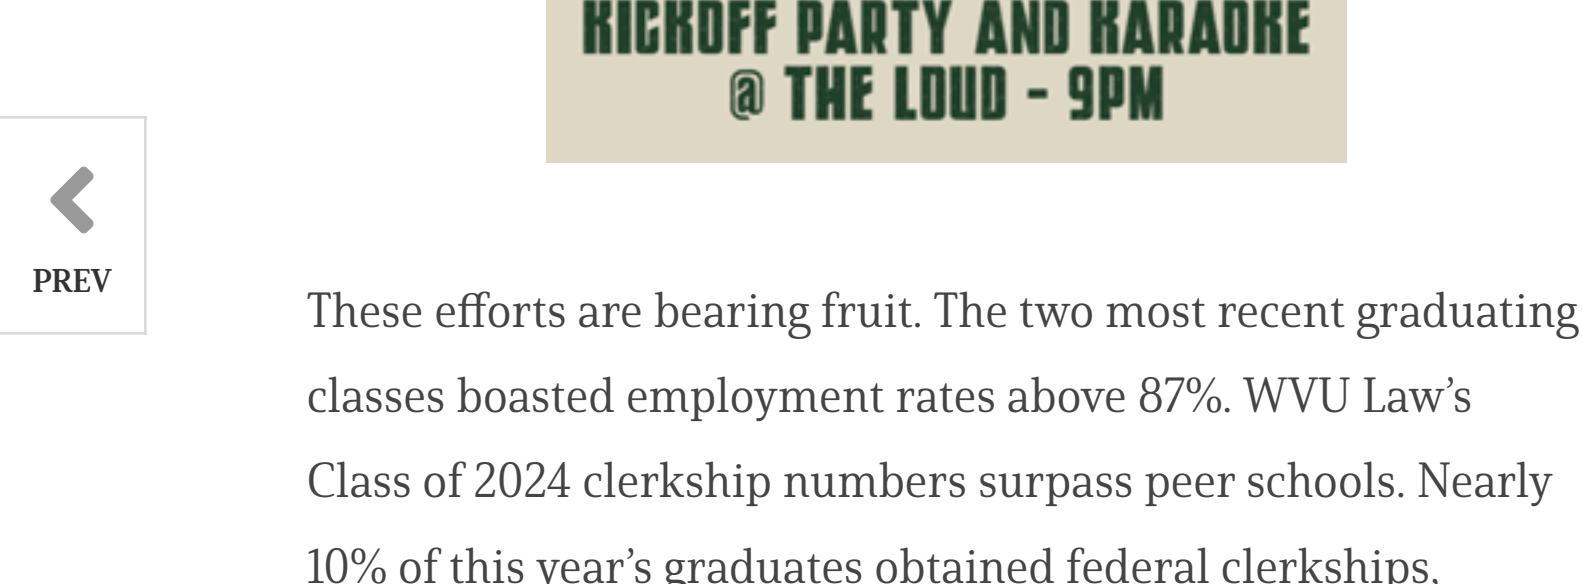 KICKOFF PARTY AND KARAOKE
@ THE LOUD - 9PM
PREV
These efforts are bearing fruit. The two most recent graduating
classes boasted employment rates above 87%. WVU Law’s
Class of 2024 clerkship numbers surpass peer schools. Nearly
10% of this year’s graduates obtained federal clerkships,